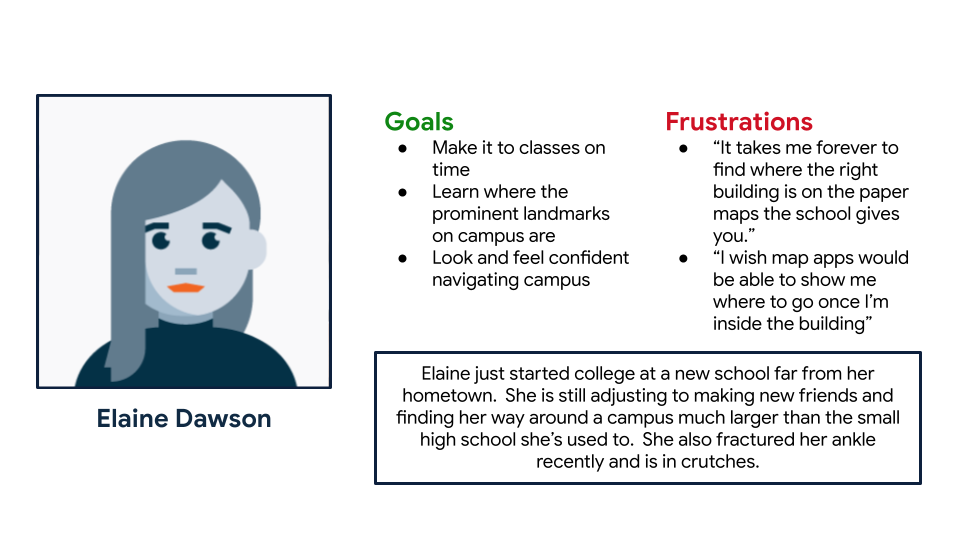 Goals
● Make it to classes on
time
● Learn where the
prominent landmarks
on campus are
● Look and feel confident
navigating campus
Frustrations
● “It takes me forever to
find where the right
building is on the paper
maps the school gives
you.”
● “I wish map apps would
be able to show me
where to go once I’m
inside the building”
Elaine Dawson
Elaine just started college at a new school far from her
hometown.  She is still adjusting to making new friends and
finding her way around a campus much larger than the small
high school she’s used to.  She also fractured her ankle
recently and is in crutches.